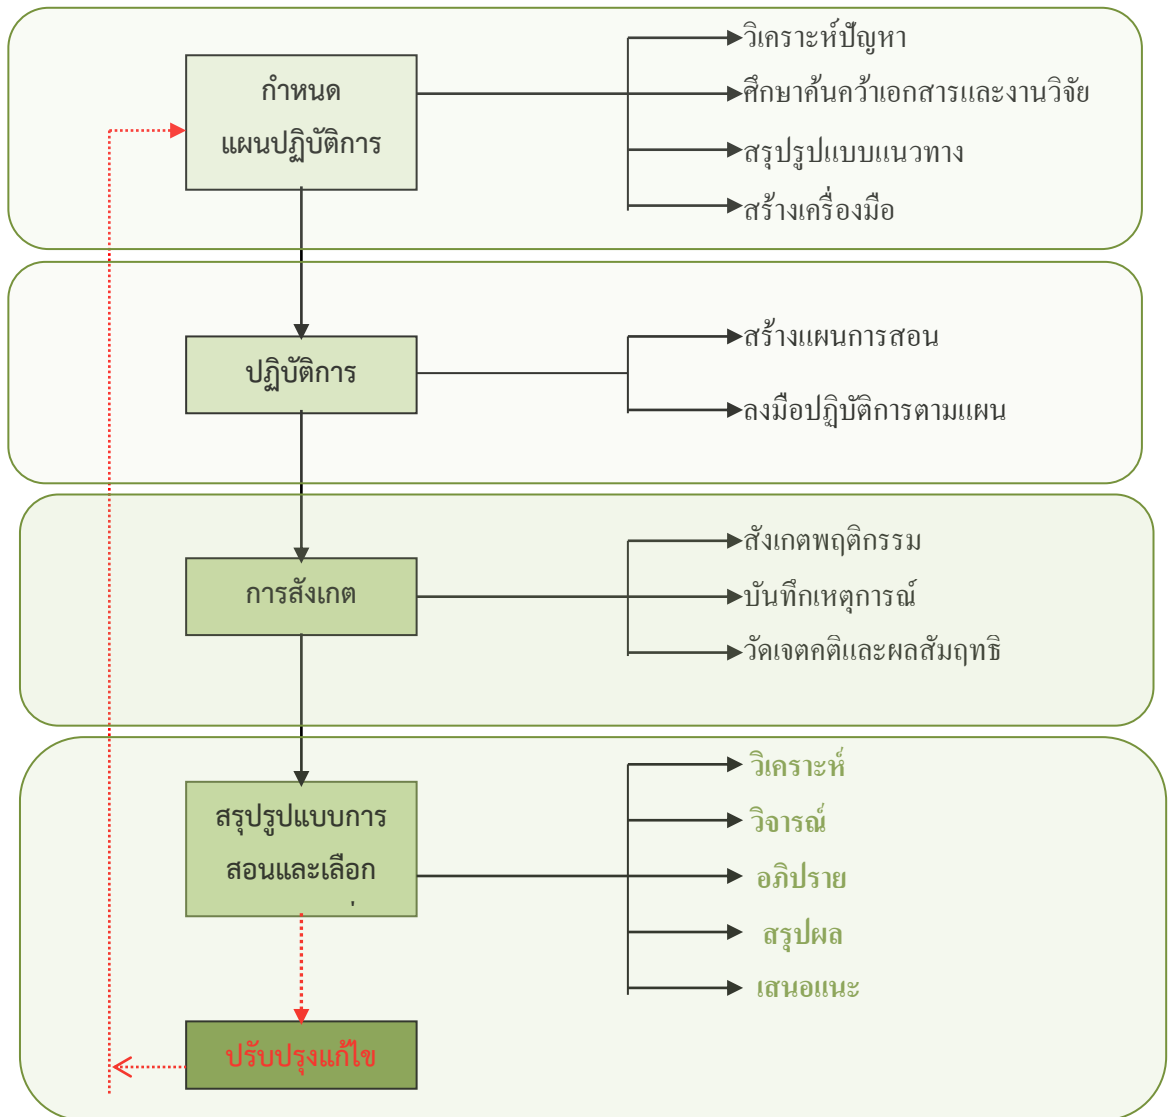 กำหนด
แผนปฏิบัติการ
วิเคราะห์ปัญหา
ศึกษาค้นคว้าเอกสารและงานวิจัย
สรุปรูปแบบแนวทาง
สร้างเครื่องมือ
ปฏิบัติการ
สร้างแผนการสอน
ลงมือปฏิบัติการตามแผน
การสังเกต
สังเกตพฤติกรรม
บันทึกเหตุการณ์
วัดเจตคติและผลสัมฤทธิ
สรุปรูปแบบการ
สอนและเลือก
วิเคราะห์
วิจารณ์
อภิปราย
สรุปผล
เสนอแนะ
ปรับปรุงแก้ไข